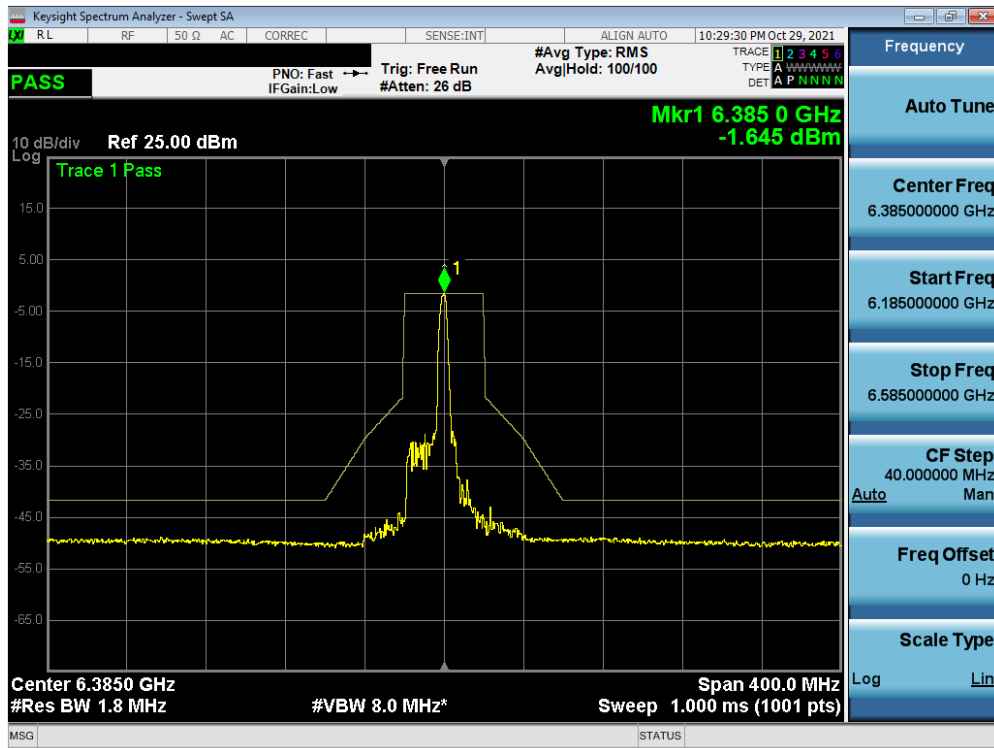 Keysight Spectrum Analyzer - Swept SA
LXI RL RF 50 Ω AC CORREC SENSE:INT ALIGN AUTO 10:29:30 PM Oct 29, 2021
Frequency
PASS
PNO: Fast
IFGain:Low
Trig: Free Run
#Atten: 26 dB
#Avg Type: RMS
Avg|Hold: 100/100
TRACE 1 2 3 4 5 6
TYPE A WWWWW
DET A P N N N N
Mkr1 6.385 0 GHz
-1.645 dBm
10 dB/div
Log
Ref 25.00 dBm
Trace 1 Pass
15.0
5.00
-5.00
-15.0
-25.0
-35.0
-45.0
-55.0
-65.0
1
Center 6.3850 GHz
Span 400.0 MHz
#Res BW 1.8 MHz
#VBW 8.0 MHz*
Sweep 1.000 ms (1001 pts)
MSG
STATUS
Auto Tune
Center Freq
6.385000000 GHz
Start Freq
6.185000000 GHz
Stop Freq
6.585000000 GHz
CF Step
40.000000 MHz
Auto Man
Freq Offset
0 Hz
Scale Type
Log Lin